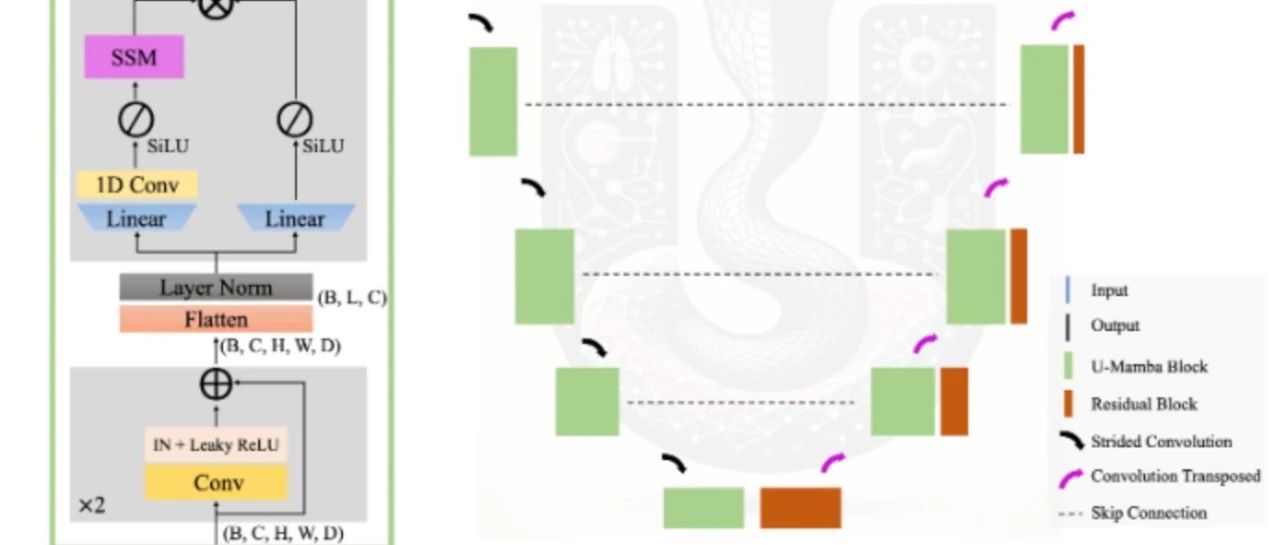 SSM
SiLU
SiLU
1D Conv
Linear
Linear
Layer Norm
(B, L, C)
Flatten
(B, C, H, W, D)
IN + Leaky ReLU
Conv
×2
(B, C, H, W, D)
Input
Output
U-Mamba Block
Residual Block
Strided Convolution
Convolution Transposed
Skip Connection